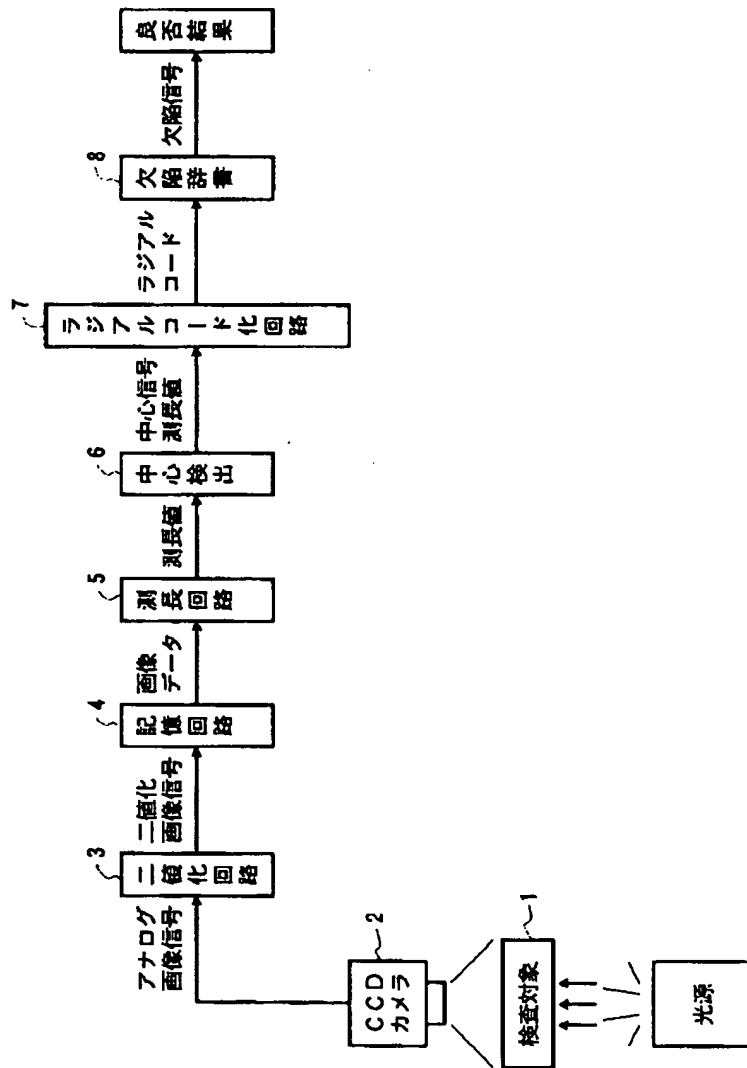 光源
検査対象
1
CCD
カメラ
2
アナログ
画像信号
二値化回路
3
二値化
画像信号
記憶回路
4
画像
データ
測長回路
5
測長値
中心検出
6
中心信号
測長値
ラジアルコード化回路
7
ラジアル
コード
欠陥辞書
8
欠陥信号
良否結果